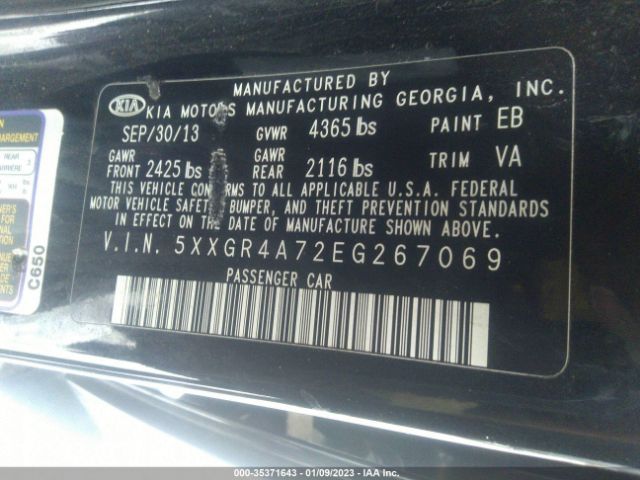 MANUFACTURED BY
KIA KIA MOTORS MANUFACTURING GEORGIA, INC.
SEP/30/13 GVWR 4365 lbs PAINT EB
GAWR GAWR
FRONT 2425 lbs REAR 2116 lbs TRIM VA
THIS VEHICLE CONFORMS TO ALL APPLICABLE U.S.A. FEDERAL
MOTOR VEHICLE SAFETY, BUMPER, AND THEFT PREVENTION STANDARDS
IN EFFECT ON THE DATE OF MANUFACTURE SHOWN ABOVE.
V.I.N. 5XXGR4A72EG267069
PASSENGER CAR
C650
REAR
000-35371643 - 01/09/2023 - IAA Inc.